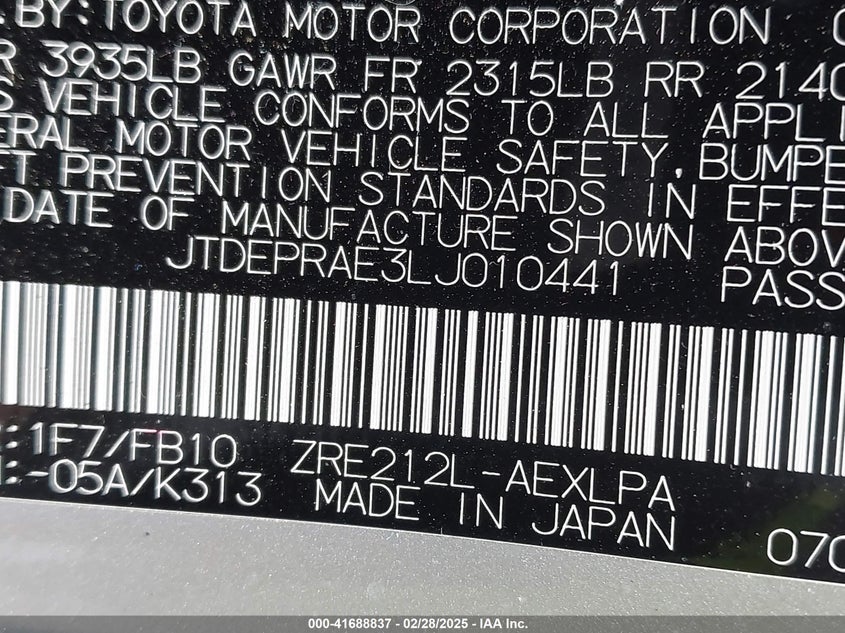 . BY: TOYOTA MOTOR CORPORATION
R 3935LB GAWR FR 2315LB RR 214
S VEHICLE CONFORMS TO ALL APPLI
ERAL MOTOR VEHICLE SAFETY, BUMPE
FT PREVENTION STANDARDS IN EFFE
DATE OF MANUFACTURE SHOWN ABOV
JTDEPRAE3LJ010441 PASS
: 1F7/FB10 ZRE212L-AEXLPA
: -05A/K313 MADE IN JAPAN 070
000-41688837 - 02/28/2025 - IAA Inc.